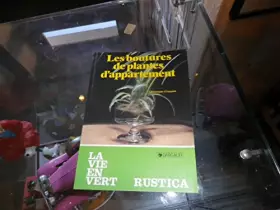 Les boutures
de plantes
d'appartement
LA
VIE
EN
VERT
RUSTICA